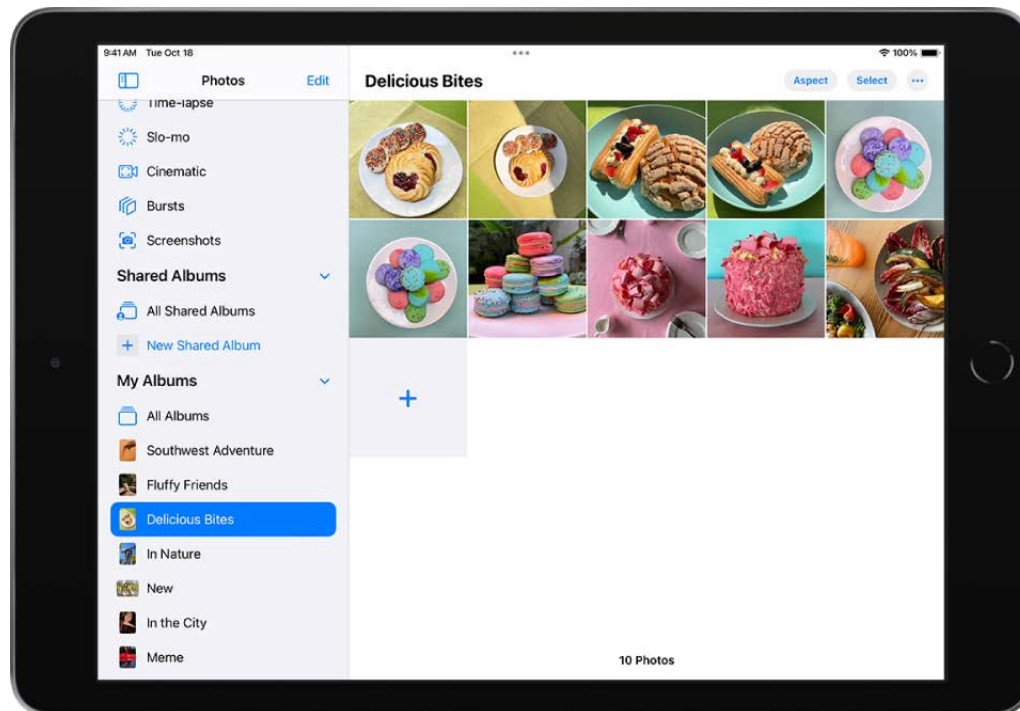 9:41 AM Tue Oct 18
100%
Photos
Edit
Time-lapse
Slo-mo
Cinematic
Bursts
Screenshots
Shared Albums
All Shared Albums
New Shared Album
My Albums
All Albums
Southwest Adventure
Fluffy Friends
Delicious Bites
In Nature
New
In the City
Meme
Delicious Bites
Aspect
Select
10 Photos